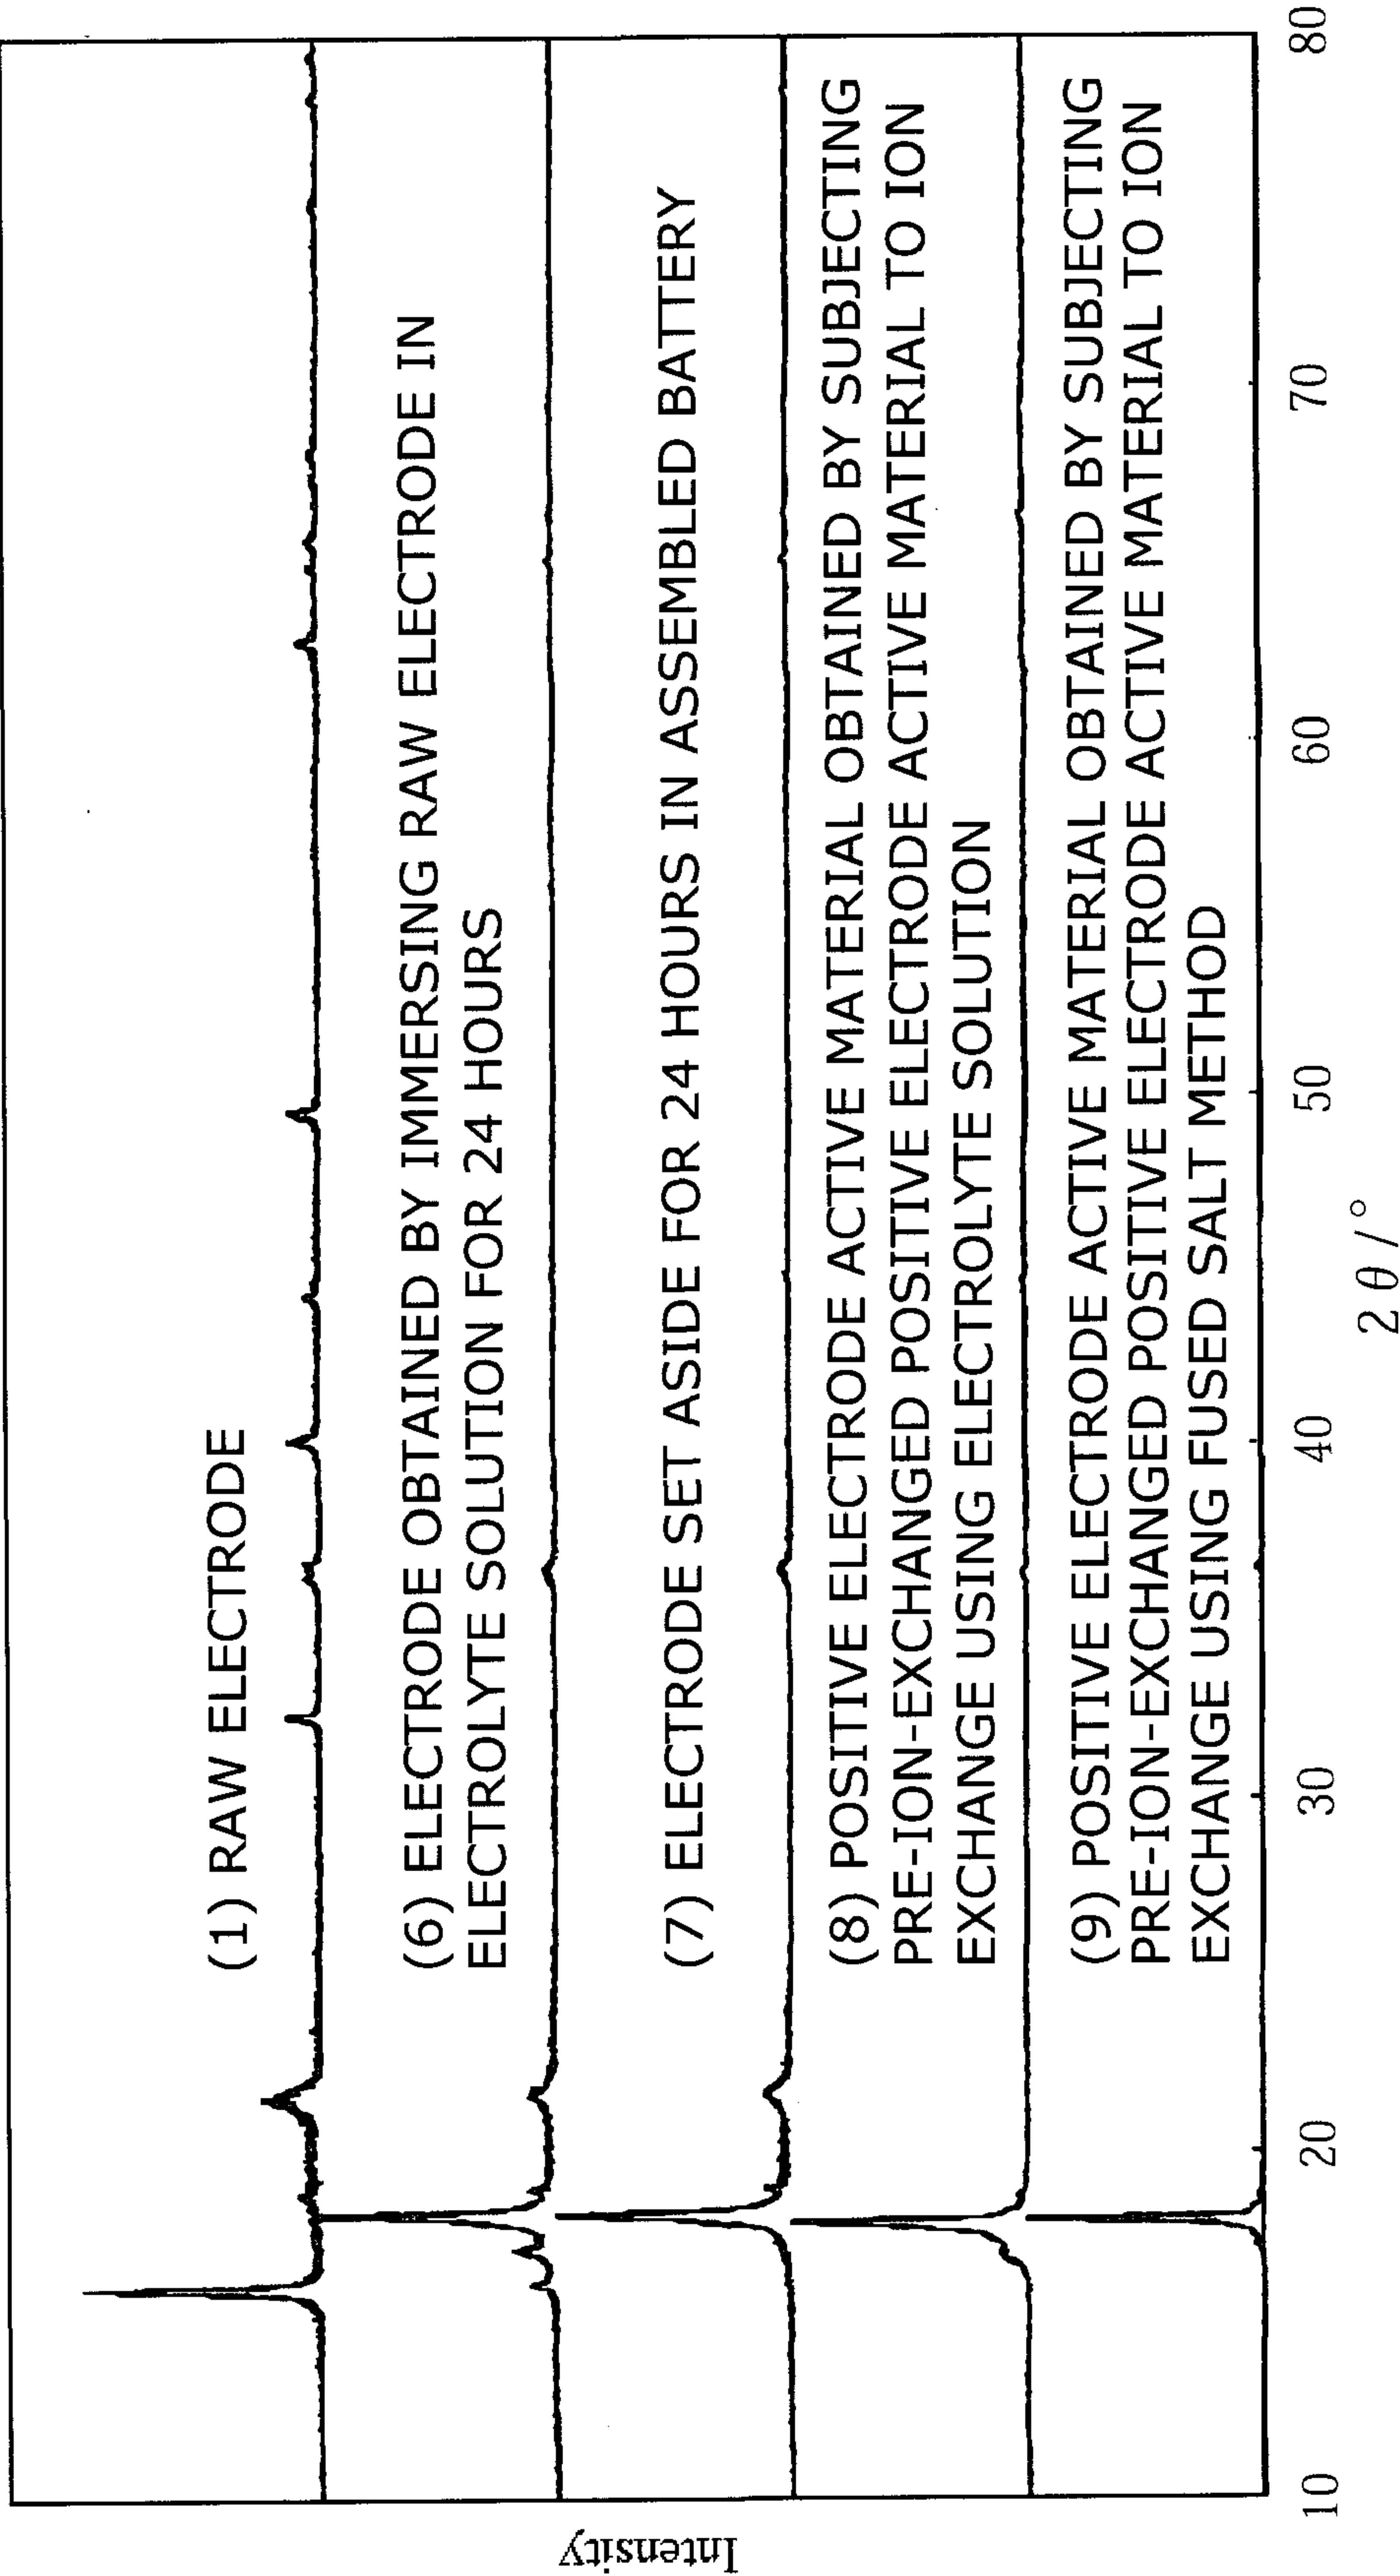 (1) RAW ELECTRODE
(6) ELECTRODE OBTAINED BY IMMERSING RAW ELECTRODE IN
ELECTROLYTE SOLUTION FOR 24 HOURS
(7) ELECTRODE SET ASIDE FOR 24 HOURS IN ASSEMBLED BATTERY
(8) POSITIVE ELECTRODE ACTIVE MATERIAL OBTAINED BY SUBJECTING
PRE-ION-EXCHANGED POSITIVE ELECTRODE ACTIVE MATERIAL TO ION
EXCHANGE USING ELECTROLYTE SOLUTION
(9) POSITIVE ELECTRODE ACTIVE MATERIAL OBTAINED BY SUBJECTING
PRE-ION-EXCHANGED POSITIVE ELECTRODE ACTIVE MATERIAL TO ION
EXCHANGE USING FUSED SALT METHOD
Intensity
10 20 30 40 50 60 70 80
2 θ / °